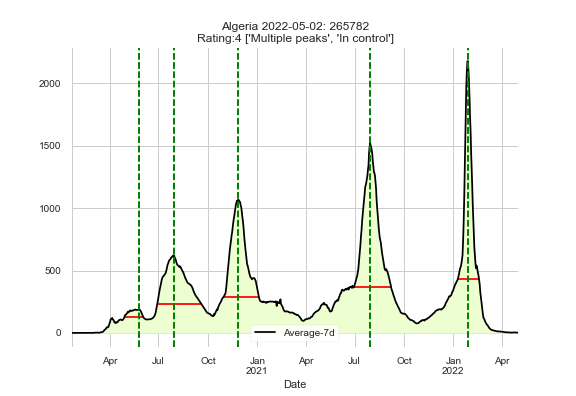 Algeria 2022-05-02: 265782
Rating:4 ['Multiple peaks', 'In control']
2000
1500
1000
500
0
Average-7d
Apr Jul Oct Jan Apr Jul Oct Jan Apr
2021 2022
Date